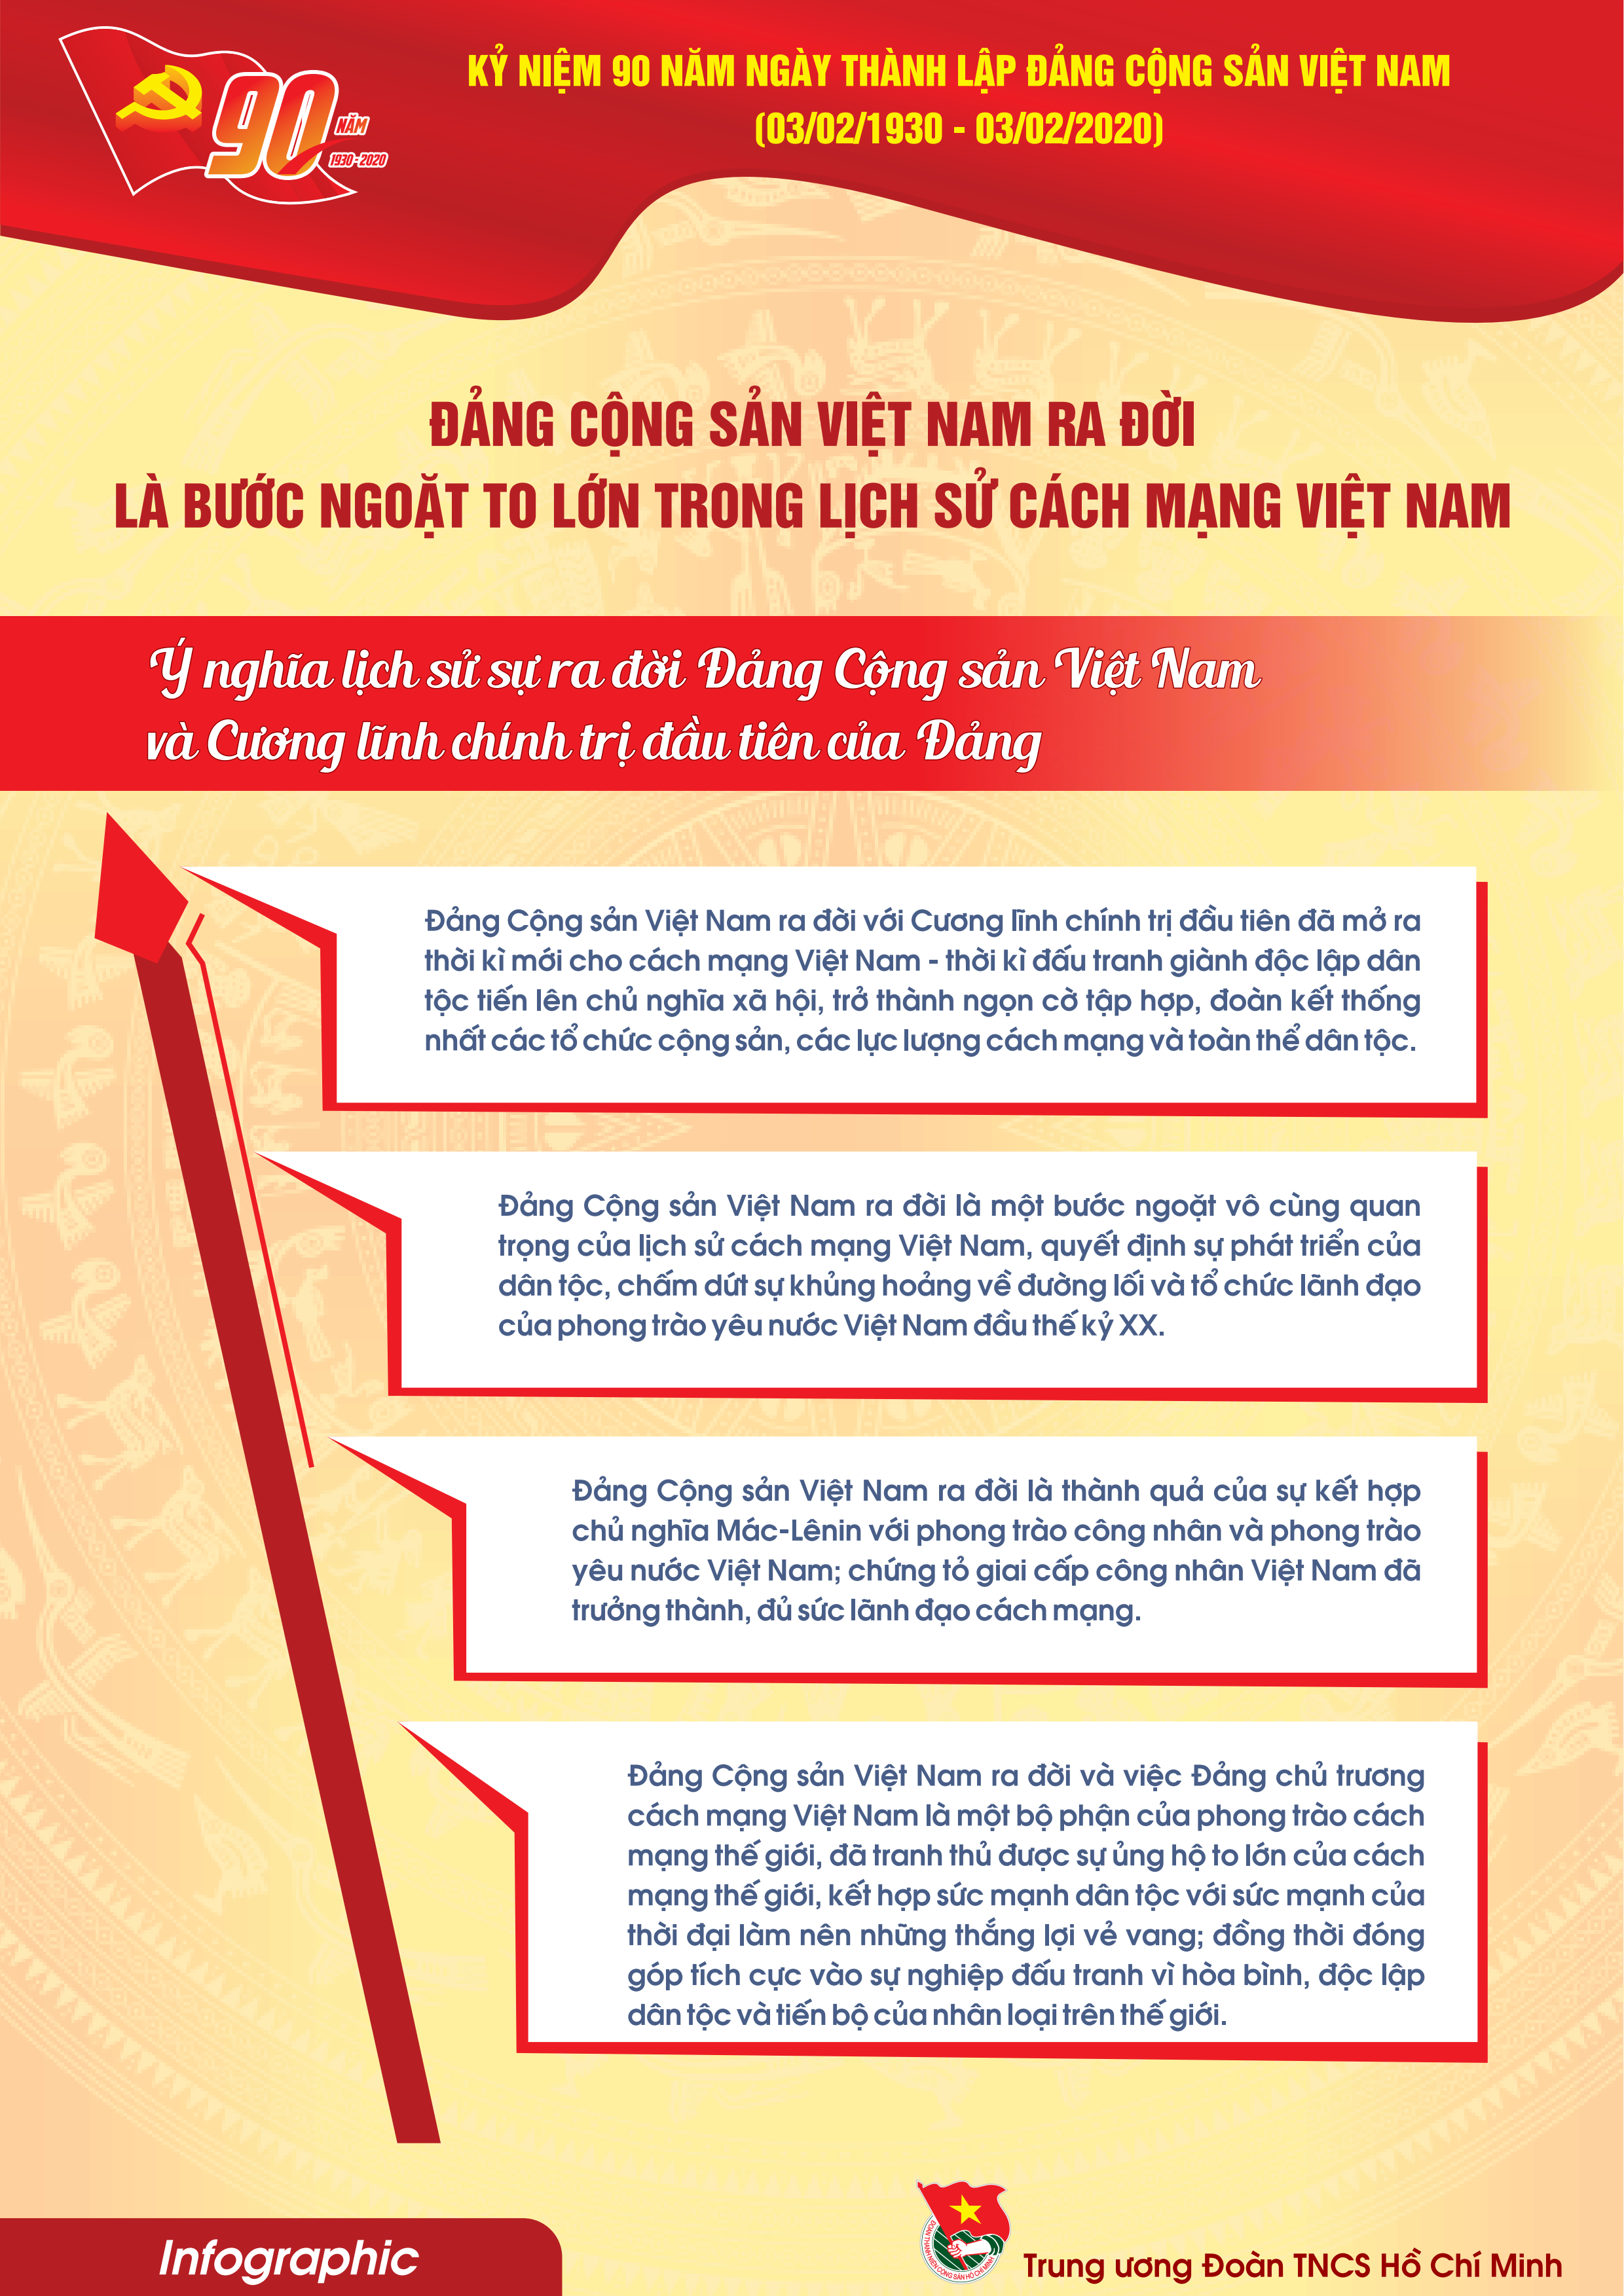 90 NĂM
1930-2020
KỶ NIỆM 90 NĂM NGÀY THÀNH LẬP ĐẢNG CỘNG SẢN VIỆT NAM
(03/02/1930 - 03/02/2020)
ĐẢNG CỘNG SẢN VIỆT NAM RA ĐỜI
LÀ BƯỚC NGOẶT TO LỚN TRONG LỊCH SỬ CÁCH MẠNG VIỆT NAM
Ý nghĩa lịch sử sự ra đời Đảng Cộng sản Việt Nam
và Cương lĩnh chính trị đầu tiên của Đảng
Đảng Cộng sản Việt Nam ra đời với Cương lĩnh chính trị đầu tiên đã mở ra
thời kì mới cho cách mạng Việt Nam - thời kì đấu tranh giành độc lập dân
tộc tiến lên chủ nghĩa xã hội, trở thành ngọn cờ tập hợp, đoàn kết thống
nhất các tổ chức cộng sản, các lực lượng cách mạng và toàn thể dân tộc.
Đảng Cộng sản Việt Nam ra đời là một bước ngoặt vô cùng quan
trọng của lịch sử cách mạng Việt Nam, quyết định sự phát triển của
dân tộc, chấm dứt sự khủng hoảng về đường lối và tổ chức lãnh đạo
của phong trào yêu nước Việt Nam đầu thế kỷ XX.
Đảng Cộng sản Việt Nam ra đời là thành quả của sự kết hợp
chủ nghĩa Mác-Lênin với phong trào công nhân và phong trào
yêu nước Việt Nam; chứng tỏ giai cấp công nhân Việt Nam đã
trưởng thành, đủ sức lãnh đạo cách mạng.
Đảng Cộng sản Việt Nam ra đời và việc Đảng chủ trương
cách mạng Việt Nam là một bộ phận của phong trào cách
mạng thế giới, đã tranh thủ được sự ủng hộ to lớn của cách
mạng thế giới, kết hợp sức mạnh dân tộc với sức mạnh của
thời đại làm nên những thắng lợi vẻ vang; đồng thời đóng
góp tích cực vào sự nghiệp đấu tranh vì hòa bình, độc lập
dân tộc và tiến bộ của nhân loại trên thế giới.
Infographic
ĐOÀN THANH NIÊN CỘNG SẢN HỒ CHÍ MINH
Trung ương Đoàn TNCS Hồ Chí Minh